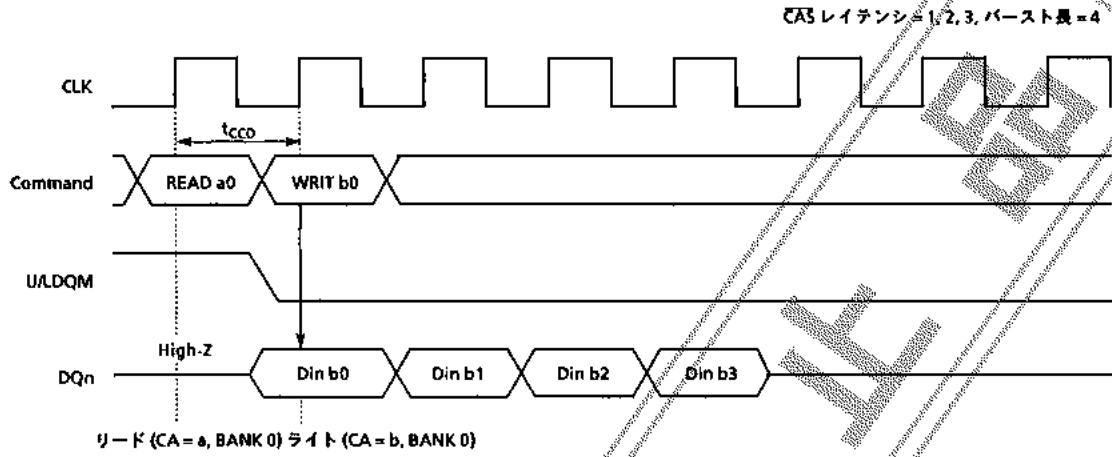 CAS レイテンシ = 1, 2, 3, バースト長 = 4
CLK
tCCD
Command READ a0 WRIT b0
U/LDQM
High-Z
DQn Din b0 Din b1 Din b2 Din b3
リード (CA = a, BANK 0) ライト (CA = b, BANK 0)